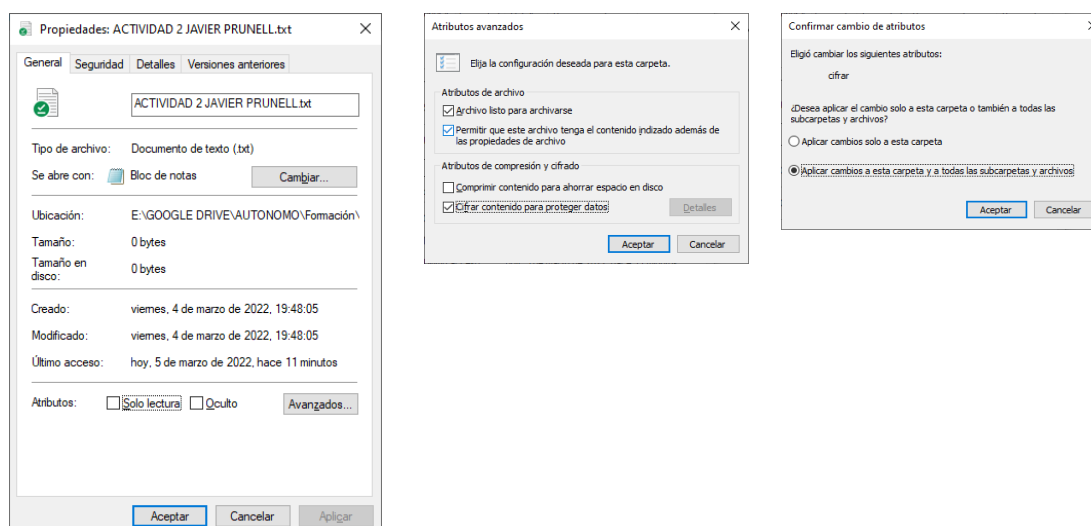 Propiedades: ACTIVIDAD 2 JAVIER PRUNELL.txt
General Seguridad Detalles Versiones anteriores
ACTIVIDAD 2 JAVIER PRUNELL.txt
Tipo de archivo: Documento de texto (.txt)
Se abre con: Bloc de notas Cambiar...
Ubicación: E:\GOOGLE DRIVE\AUTONOMO\Formación\
Tamaño: 0 bytes
Tamaño en disco: 0 bytes
Creado: viernes, 4 de marzo de 2022, 19:48:05
Modificado: viernes, 4 de marzo de 2022, 19:48:05
Último acceso: hoy, 5 de marzo de 2022, hace 11 minutos
Atributos: Solo lectura Oculto Avanzados...
Aceptar Cancelar Aplicar
Atributos avanzados
Elija la configuración deseada para esta carpeta.
Atributos de archivo
Archivo listo para archivarse
Permitir que este archivo tenga el contenido indizado además de
las propiedades de archivo
Atributos de compresión y cifrado
Comprimir contenido para ahorrar espacio en disco
Cifrar contenido para proteger datos Detalles
Aceptar Cancelar
Confirmar cambio de atributos
Eligió cambiar los siguientes atributos:
cifrar
¿Desea aplicar el cambio solo a esta carpeta o también a todas las
subcarpetas y archivos?
Aplicar cambios solo a esta carpeta
Aplicar cambios a esta carpeta y a todas las subcarpetas y archivos
Aceptar Cancelar